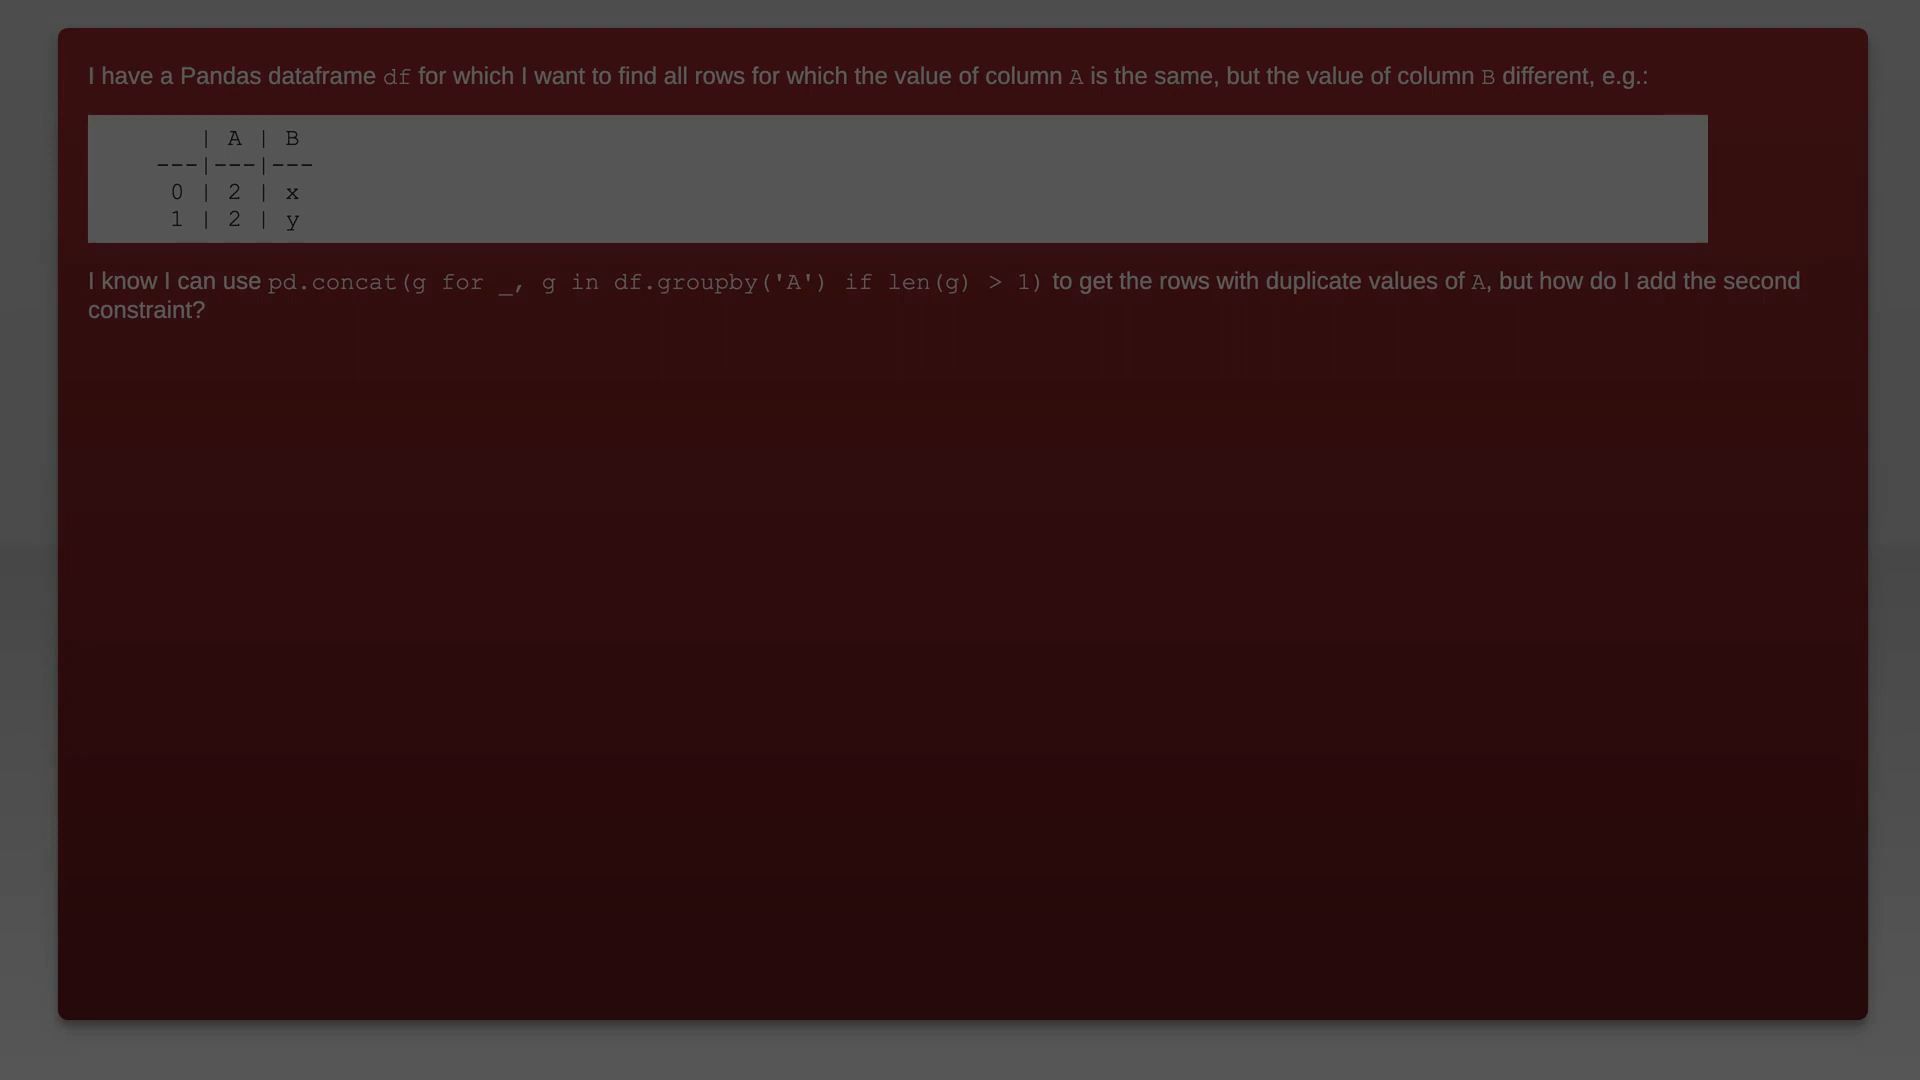 I have a Pandas dataframe df for which I want to find all rows for which the value of column A is the same, but the value of column B different, e.g.:
   | A | B
---|---|---
 0 | 2 | x
 1 | 2 | y
I know I can use pd.concat(g for _, g in df.groupby('A') if len(g) > 1) to get the rows with duplicate values of A, but how do I add the second
constraint?